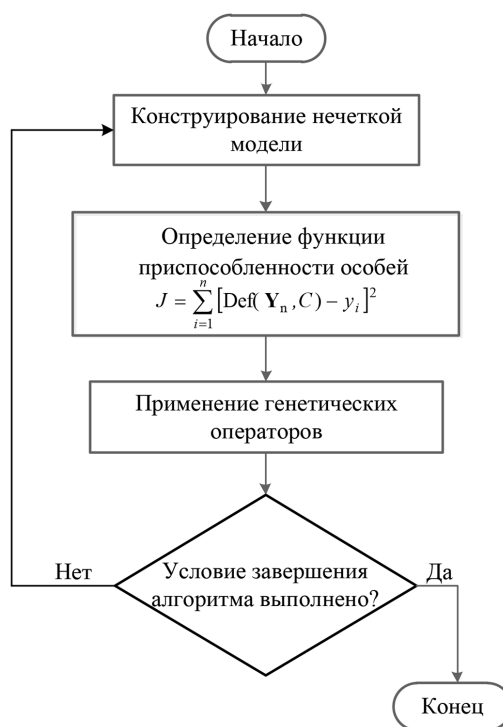 Начало
Конструирование нечеткой
модели
Определение функции
приспособленности особей
J = ∑_{i=1}^{n} [Def( Y_n ,C) − y_i]^2
Применение генетических
операторов
Условие завершения
алгоритма выполнено?
Нет
Да
Конец